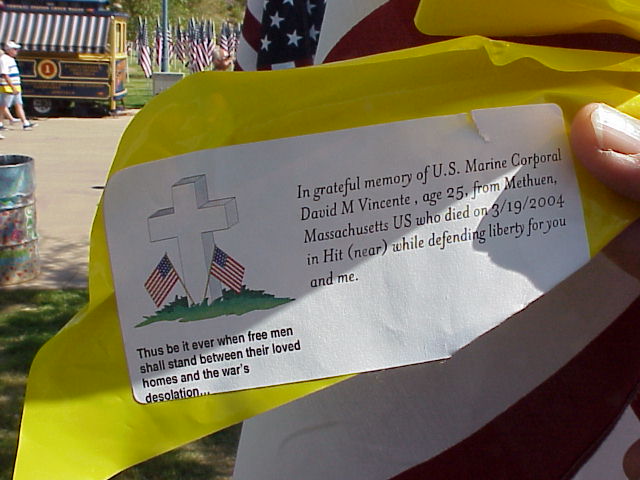 In grateful memory of U.S. Marine Corporal
David M Vincente , age 25, from Methuen,
Massachusetts US who died on 3/19/2004
in Hit (near) while defending liberty for you
and me.
Thus be it ever when free men
shall stand between their loved
homes and the war's
desolation...
1